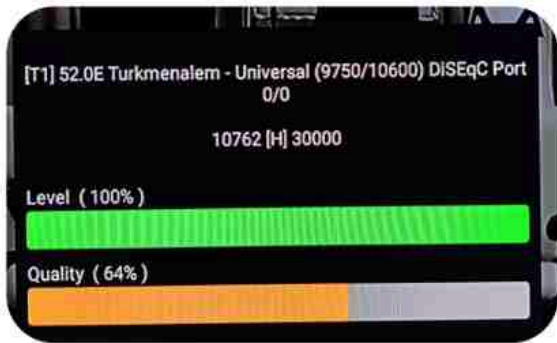 [T1] 52.0E Turkmenalem - Universal (9750/10600) DiSEqC Port
0/0
10762 [H] 30000
Level ( 100% )
Quality ( 64% )